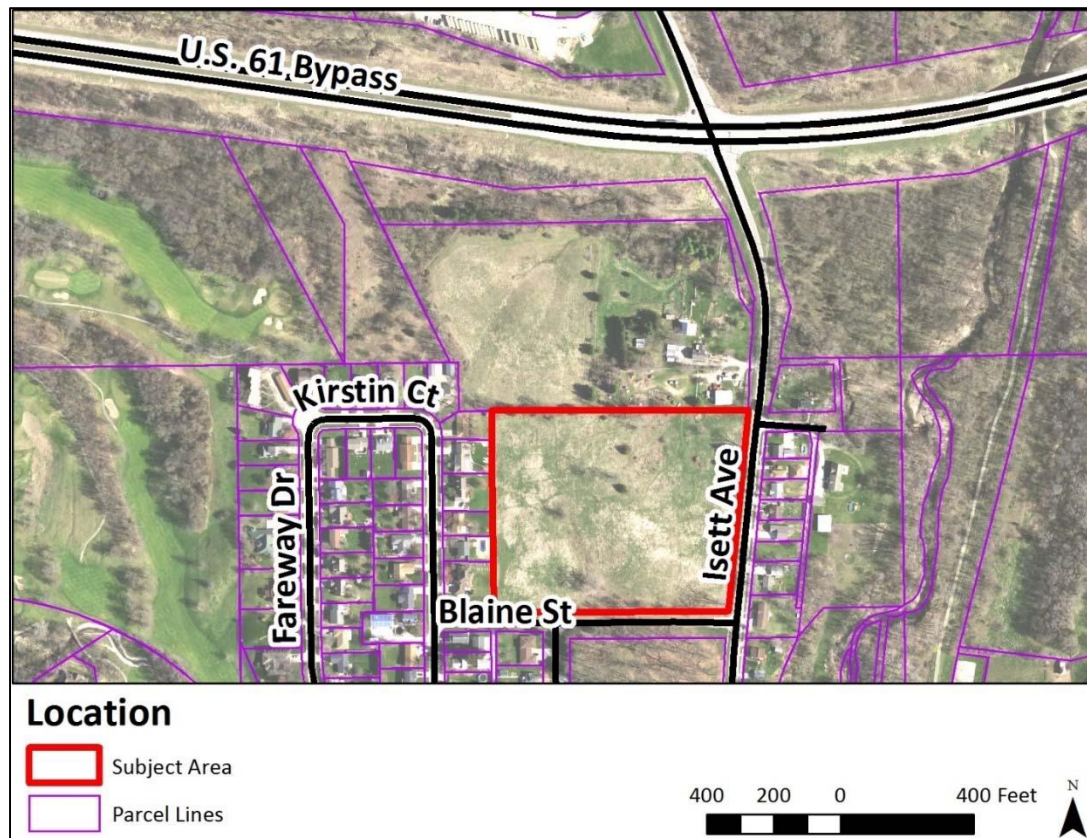 U.S. 61 Bypass
Kirstin Ct
Fareway Dr
Isett Ave
Blaine St
Location
Subject Area
Parcel Lines
400 200 0 400 Feet
N